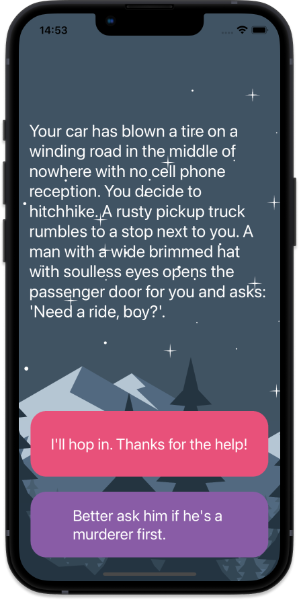 14:53
Your car has blown a tire on a
winding road in the middle of
nowhere with no cell phone
reception. You decide to
hitchhike. A rusty pickup truck
rumbles to a stop next to you. A
man with a wide brimmed hat
with soulless eyes opens the
passenger door for you and asks:
'Need a ride, boy?'.
I'll hop in. Thanks for the help!
Better ask him if he's a
murderer first.